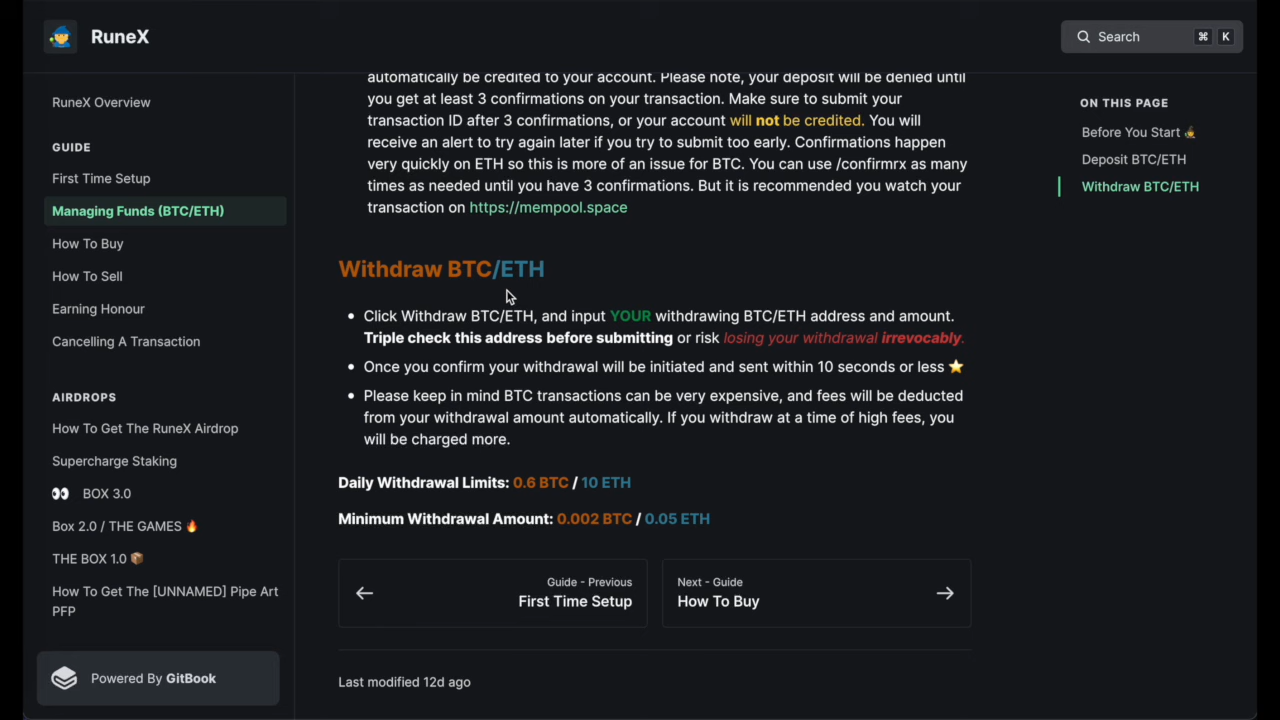 RuneX
Search
⌘ K
RuneX Overview
GUIDE
First Time Setup
Managing Funds (BTC/ETH)
How To Buy
How To Sell
Earning Honour
Cancelling A Transaction
AIRDROPS
How To Get The RuneX Airdrop
Supercharge Staking
👀 BOX 3.0
Box 2.0 / THE GAMES 🔥
THE BOX 1.0 📦
How To Get The [UNNAMED] Pipe Art
PFP
Powered By GitBook
automatically be credited to your account. Please note, your deposit will be denied until
you get at least 3 confirmations on your transaction. Make sure to submit your
transaction ID after 3 confirmations, or your account will not be credited. You will
receive an alert to try again later if you try to submit too early. Confirmations happen
very quickly on ETH so this is more of an issue for BTC. You can use /confirmrx as many
times as needed until you have 3 confirmations. But it is recommended you watch your
transaction on https://mempool.space
Withdraw BTC/ETH
• Click Withdraw BTC/ETH, and input YOUR withdrawing BTC/ETH address and amount.
Triple check this address before submitting or risk losing your withdrawal irrevocably.
• Once you confirm your withdrawal will be initiated and sent within 10 seconds or less ⭐
• Please keep in mind BTC transactions can be very expensive, and fees will be deducted
from your withdrawal amount automatically. If you withdraw at a time of high fees, you
will be charged more.
Daily Withdrawal Limits: 0.6 BTC / 10 ETH
Minimum Withdrawal Amount: 0.002 BTC / 0.05 ETH
Guide - Previous
First Time Setup
Next - Guide
How To Buy
Last modified 12d ago
ON THIS PAGE
Before You Start
Deposit BTC/ETH
Withdraw BTC/ETH